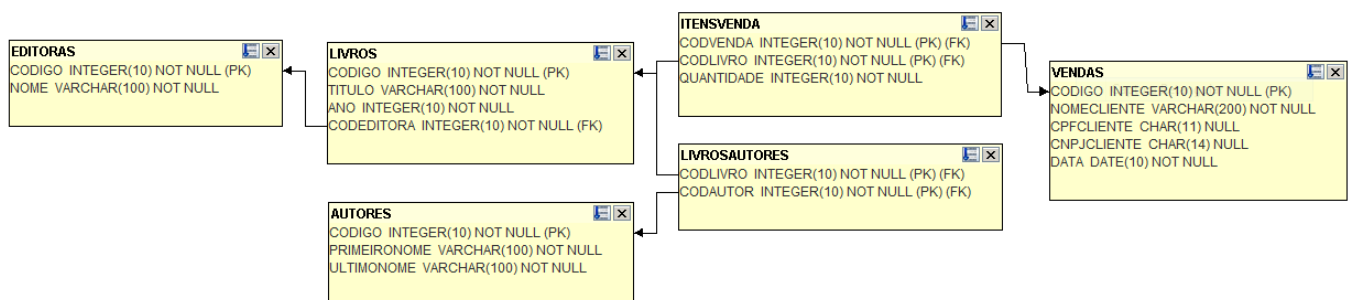 EDITORAS
CODIGO INTEGER(10) NOT NULL (PK)
NOME VARCHAR(100) NOT NULL
LIVROS
CODIGO INTEGER(10) NOT NULL (PK)
TITULO VARCHAR(100) NOT NULL
ANO INTEGER(10) NOT NULL
CODEDITORA INTEGER(10) NOT NULL (FK)
ITENSVENDA
CODVENDA INTEGER(10) NOT NULL (PK) (FK)
CODLIVRO INTEGER(10) NOT NULL (PK) (FK)
QUANTIDADE INTEGER(10) NOT NULL
VENDAS
CODIGO INTEGER(10) NOT NULL (PK)
NOMECLIENTE VARCHAR(200) NOT NULL
CPFCLIENTE CHAR(11) NULL
CNPJCLIENTE CHAR(14) NULL
DATA DATE(10) NOT NULL
LIVROSAUTORES
CODLIVRO INTEGER(10) NOT NULL (PK) (FK)
CODAUTOR INTEGER(10) NOT NULL (PK) (FK)
AUTORES
CODIGO INTEGER(10) NOT NULL (PK)
PRIMEIRONOME VARCHAR(100) NOT NULL
ULTIMONOME VARCHAR(100) NOT NULL